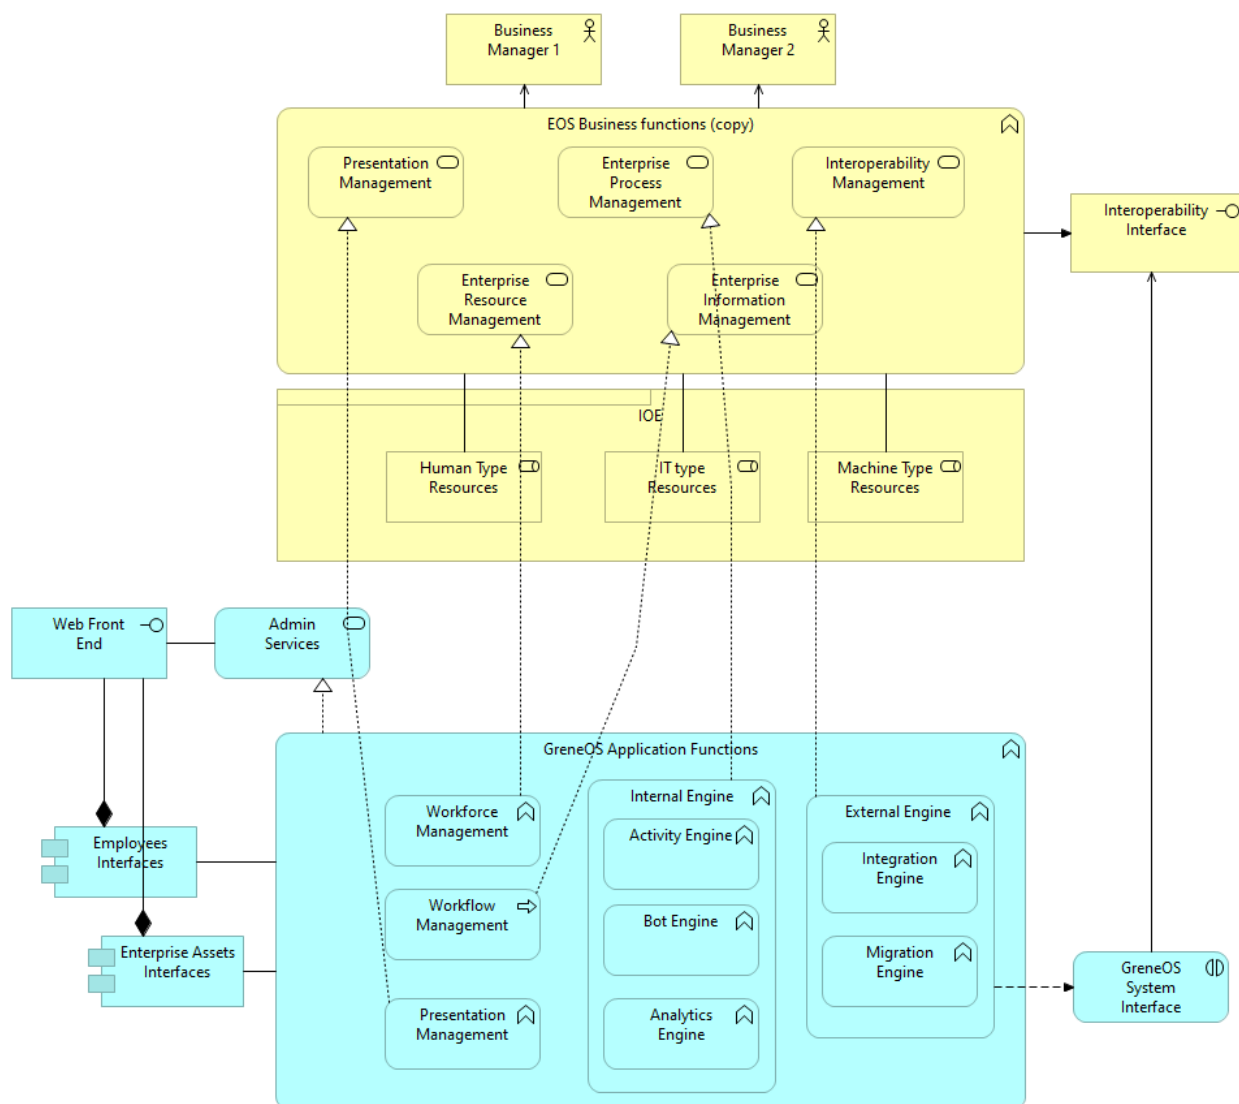 Business
Manager 1
Business
Manager 2
EOS Business functions (copy)
Presentation
Management
Enterprise
Process
Management
Interoperability
Management
Interoperability
Interface
Enterprise
Resource
Management
Enterprise
Information
Management
IOE
Human Type
Resources
IT type
Resources
Machine Type
Resources
Web Front
End
Admin
Services
GreneOS Application Functions
Workforce
Management
Internal Engine
External Engine
Activity Engine
Integration
Engine
Employees
Interfaces
Workflow
Management
Bot Engine
Migration
Engine
Enterprise Assets
Interfaces
GreneOS
System
Interface
Presentation
Management
Analytics
Engine